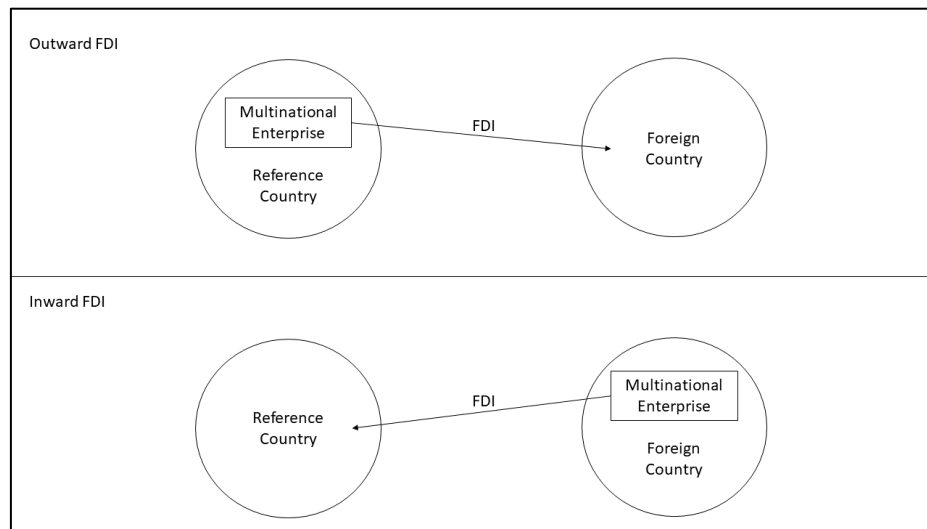 Outward FDI
Multinational
Enterprise
Reference
Country
FDI
Foreign
Country
Inward FDI
Reference
Country
FDI
Multinational
Enterprise
Foreign
Country